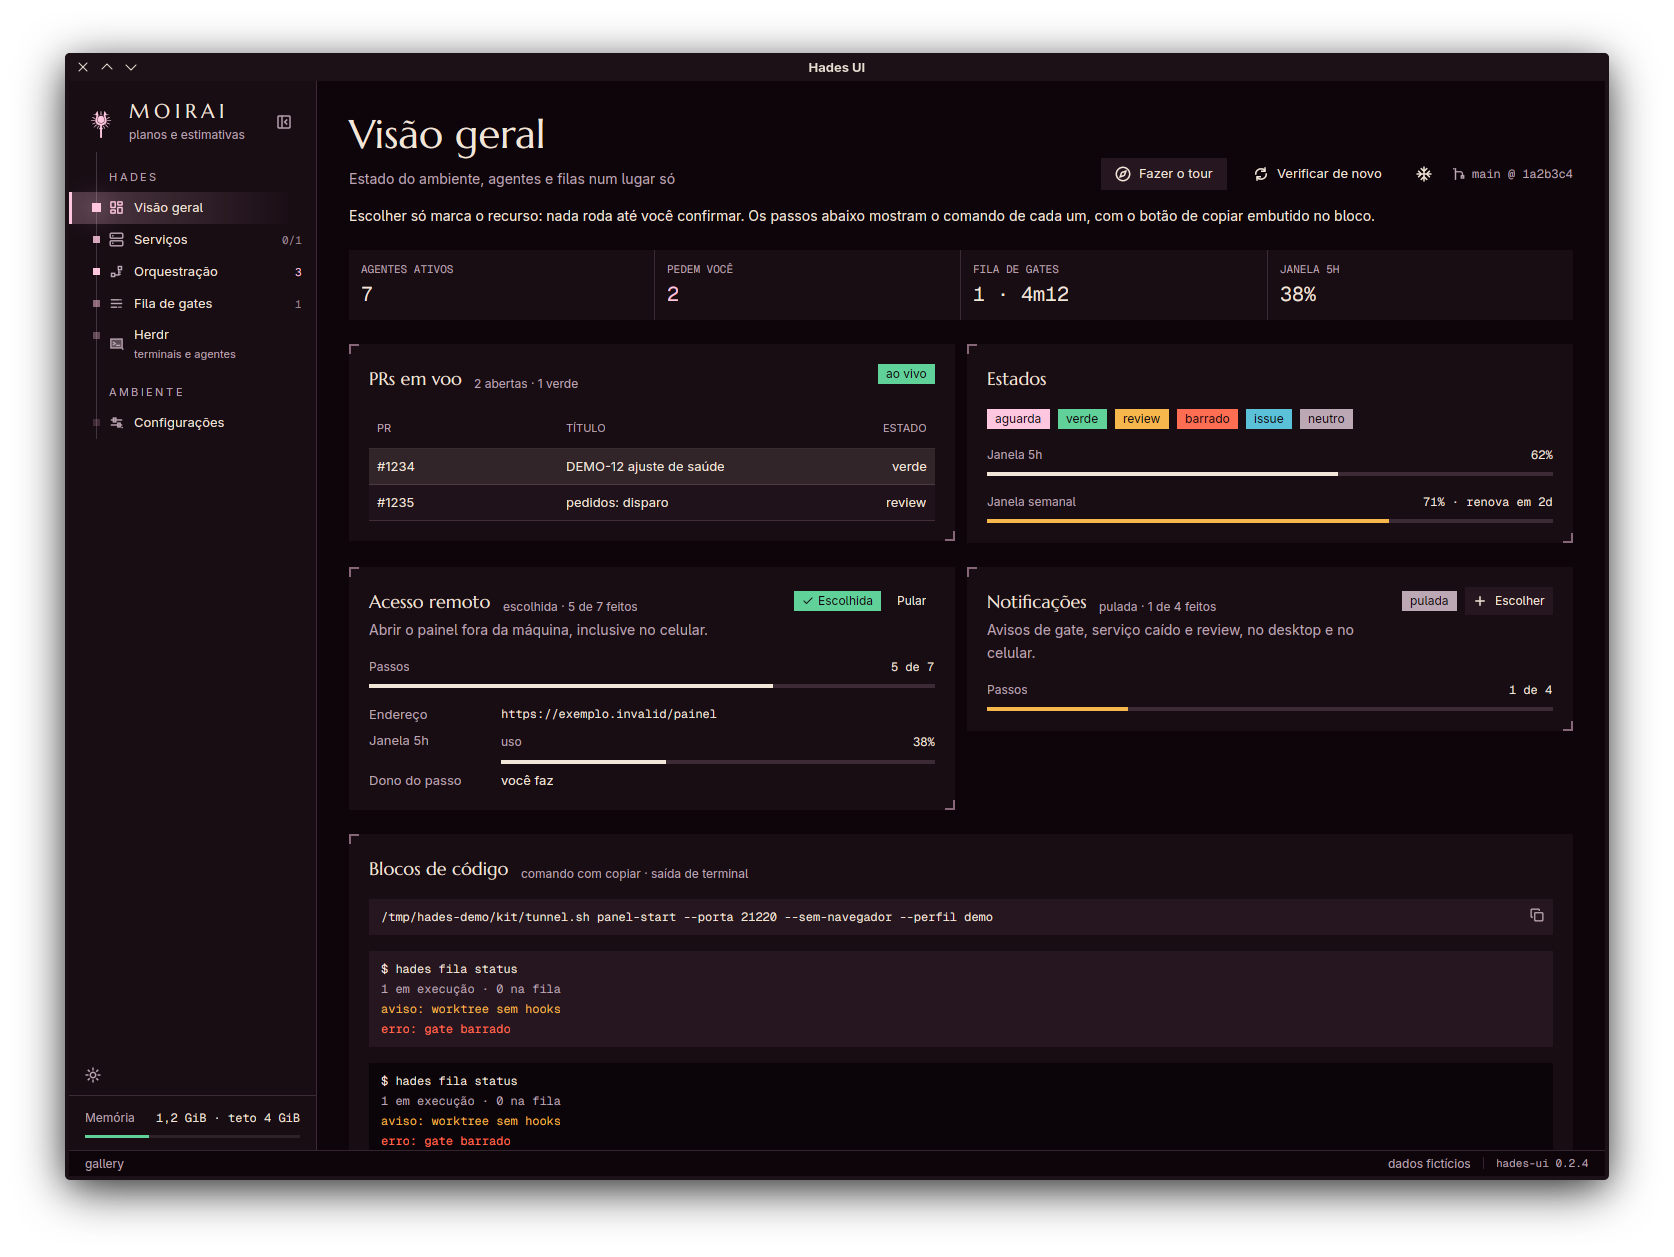 Hades UI
MOIRAI
planos e estimativas
HADES
Visão geral
Serviços 0/1
Orquestração 3
Fila de gates 1
Herdr
terminais e agentes
AMBIENTE
Configurações
Memória 1,2 GiB · teto 4 GiB
Visão geral
Estado do ambiente, agentes e filas num lugar só
Fazer o tour Verificar de novo main @ 1a2b3c4
Escolher só marca o recurso: nada roda até você confirmar. Os passos abaixo mostram o comando de cada um, com o botão de copiar embutido no bloco.
AGENTES ATIVOS
7
PEDEM VOCÊ
2
FILA DE GATES
1 · 4m12
JANELA 5H
38%
PRs em voo 2 abertas · 1 verde ao vivo
PR TÍTULO ESTADO
#1234 DEMO-12 ajuste de saúde verde
#1235 pedidos: disparo review
Estados
aguarda verde review barrado issue neutro
Janela 5h 62%
Janela semanal 71% · renova em 2d
Acesso remoto escolhida · 5 de 7 feitos Escolhida Pular
Abrir o painel fora da máquina, inclusive no celular.
Passos 5 de 7
Endereço https://exemplo.invalid/painel
Janela 5h uso 38%
Dono do passo você faz
Notificações pulada · 1 de 4 feitos pulada Escolher
Avisos de gate, serviço caído e review, no desktop e no
celular.
Passos 1 de 4
Blocos de código comando com copiar · saída de terminal
/tmp/hades-demo/kit/tunnel.sh panel-start --porta 21220 --sem-navegador --perfil demo
$ hades fila status
1 em execução · 0 na fila
aviso: worktree sem hooks
erro: gate barrado
$ hades fila status
1 em execução · 0 na fila
aviso: worktree sem hooks
erro: gate barrado
gallery dados fictícios hades-ui 0.2.4